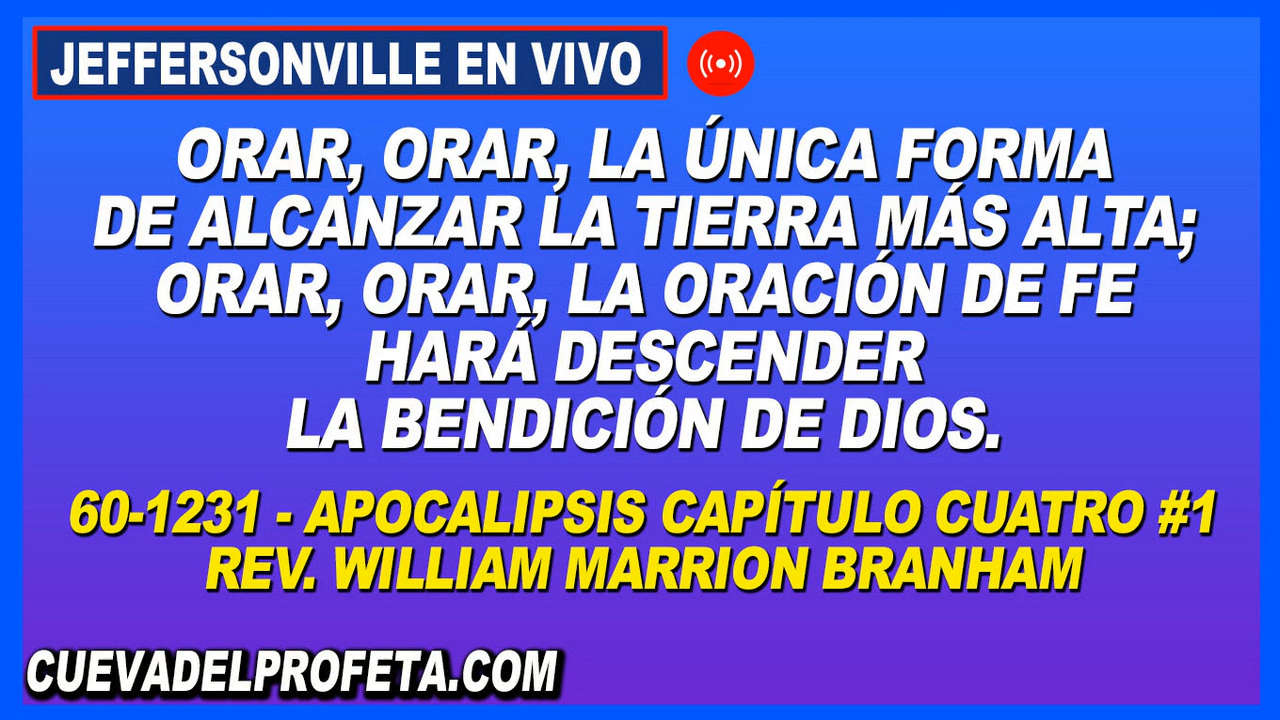 JEFFERSONVILLE EN VIVO
ORAR, ORAR, LA ÚNICA FORMA
DE ALCANZAR LA TIERRA MÁS ALTA;
ORAR, ORAR, LA ORACIÓN DE FE
HARÁ DESCENDER
LA BENDICIÓN DE DIOS.
60-1231 - APOCALIPSIS CAPÍTULO CUATRO #1
REV. WILLIAM MARRION BRANHAM
CUEVADELPROFETA.COM